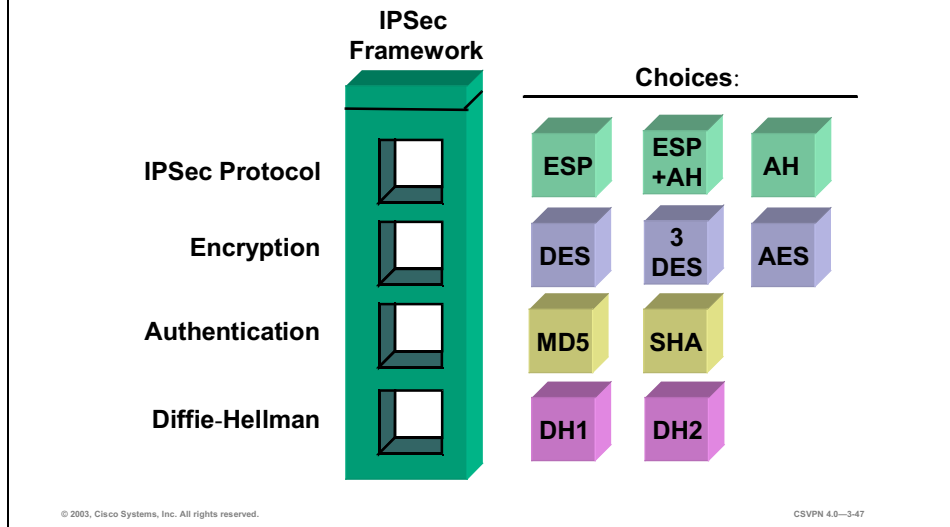 IPSec
Framework
Choices:
IPSec Protocol
ESP
ESP
+AH
AH
Encryption
DES
3
DES
AES
Authentication
MD5
SHA
Diffie-Hellman
DH1
DH2
© 2003, Cisco Systems, Inc. All rights reserved.
CSVPN 4.0—3-47